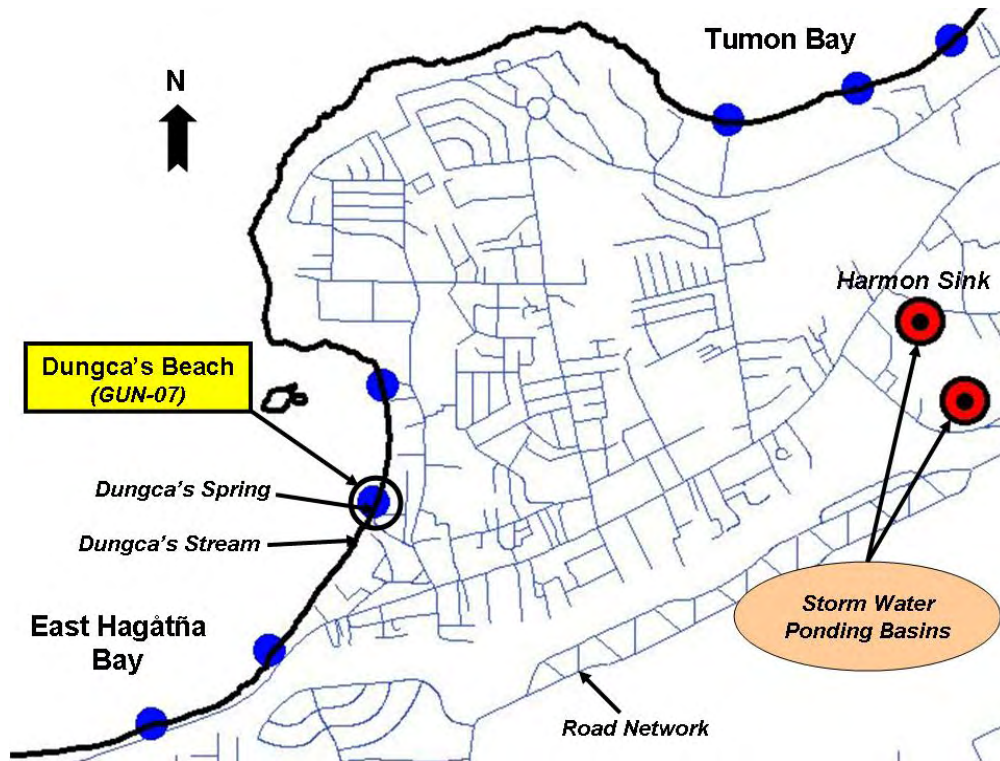 Tumon Bay
N
Harmon Sink
Dungca's Beach
(GUN-07)
Dungca's Spring
Dungca's Stream
East Hagåtña
Bay
Storm Water
Ponding Basins
Road Network